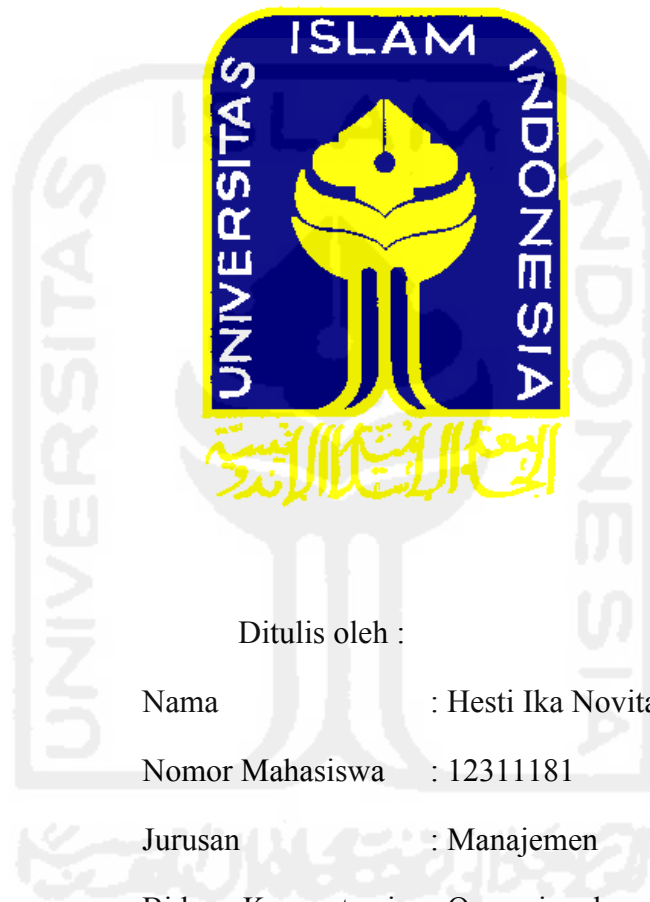 UNIVERSITAS ISLAM INDONESIA
Ditulis oleh :
Nama : Hesti Ika Novita
Nomor Mahasiswa : 12311181
Jurusan : Manajemen